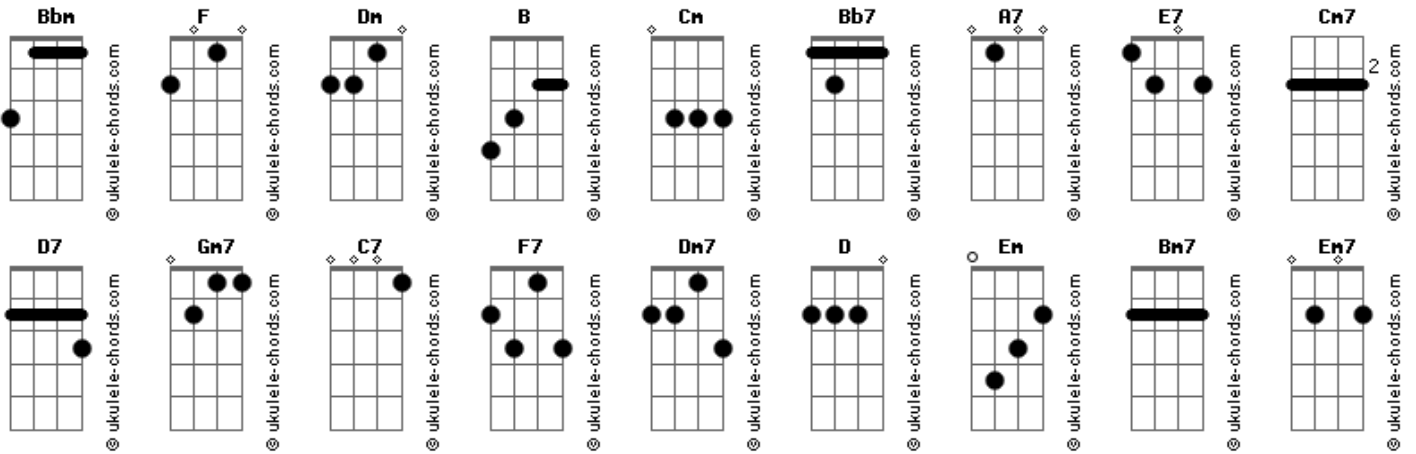 Bbm F Dm B Cm Bb7 A7 E7 Cm7
© ukulele-chords.com © ukulele-chords.com © ukulele-chords.com © ukulele-chords.com © ukulele-chords.com © ukulele-chords.com © ukulele-chords.com © ukulele-chords.com 2 © ukulele-chords.com
D7 Gm7 C7 F7 Dm7 D Em Bm7 Em7
© ukulele-chords.com © ukulele-chords.com © ukulele-chords.com © ukulele-chords.com © ukulele-chords.com © ukulele-chords.com © ukulele-chords.com © ukulele-chords.com © ukulele-chords.com